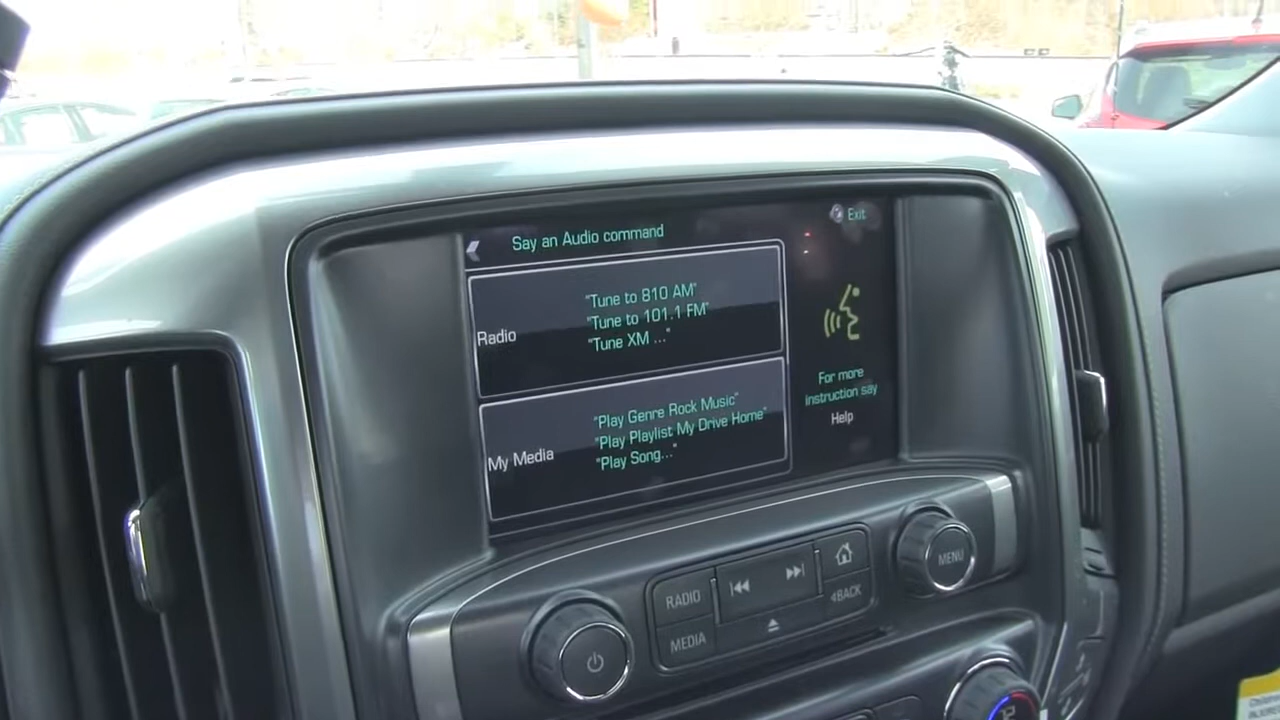 Say an Audio command
Exit
Radio
"Tune to 810 AM"
"Tune to 101.1 FM"
"Tune XM ..."
My Media
"Play Genre Rock Music"
"Play Playlist My Drive Home"
"Play Song..."
For more
instruction say
Help
RADIO
MEDIA
BACK
MENU